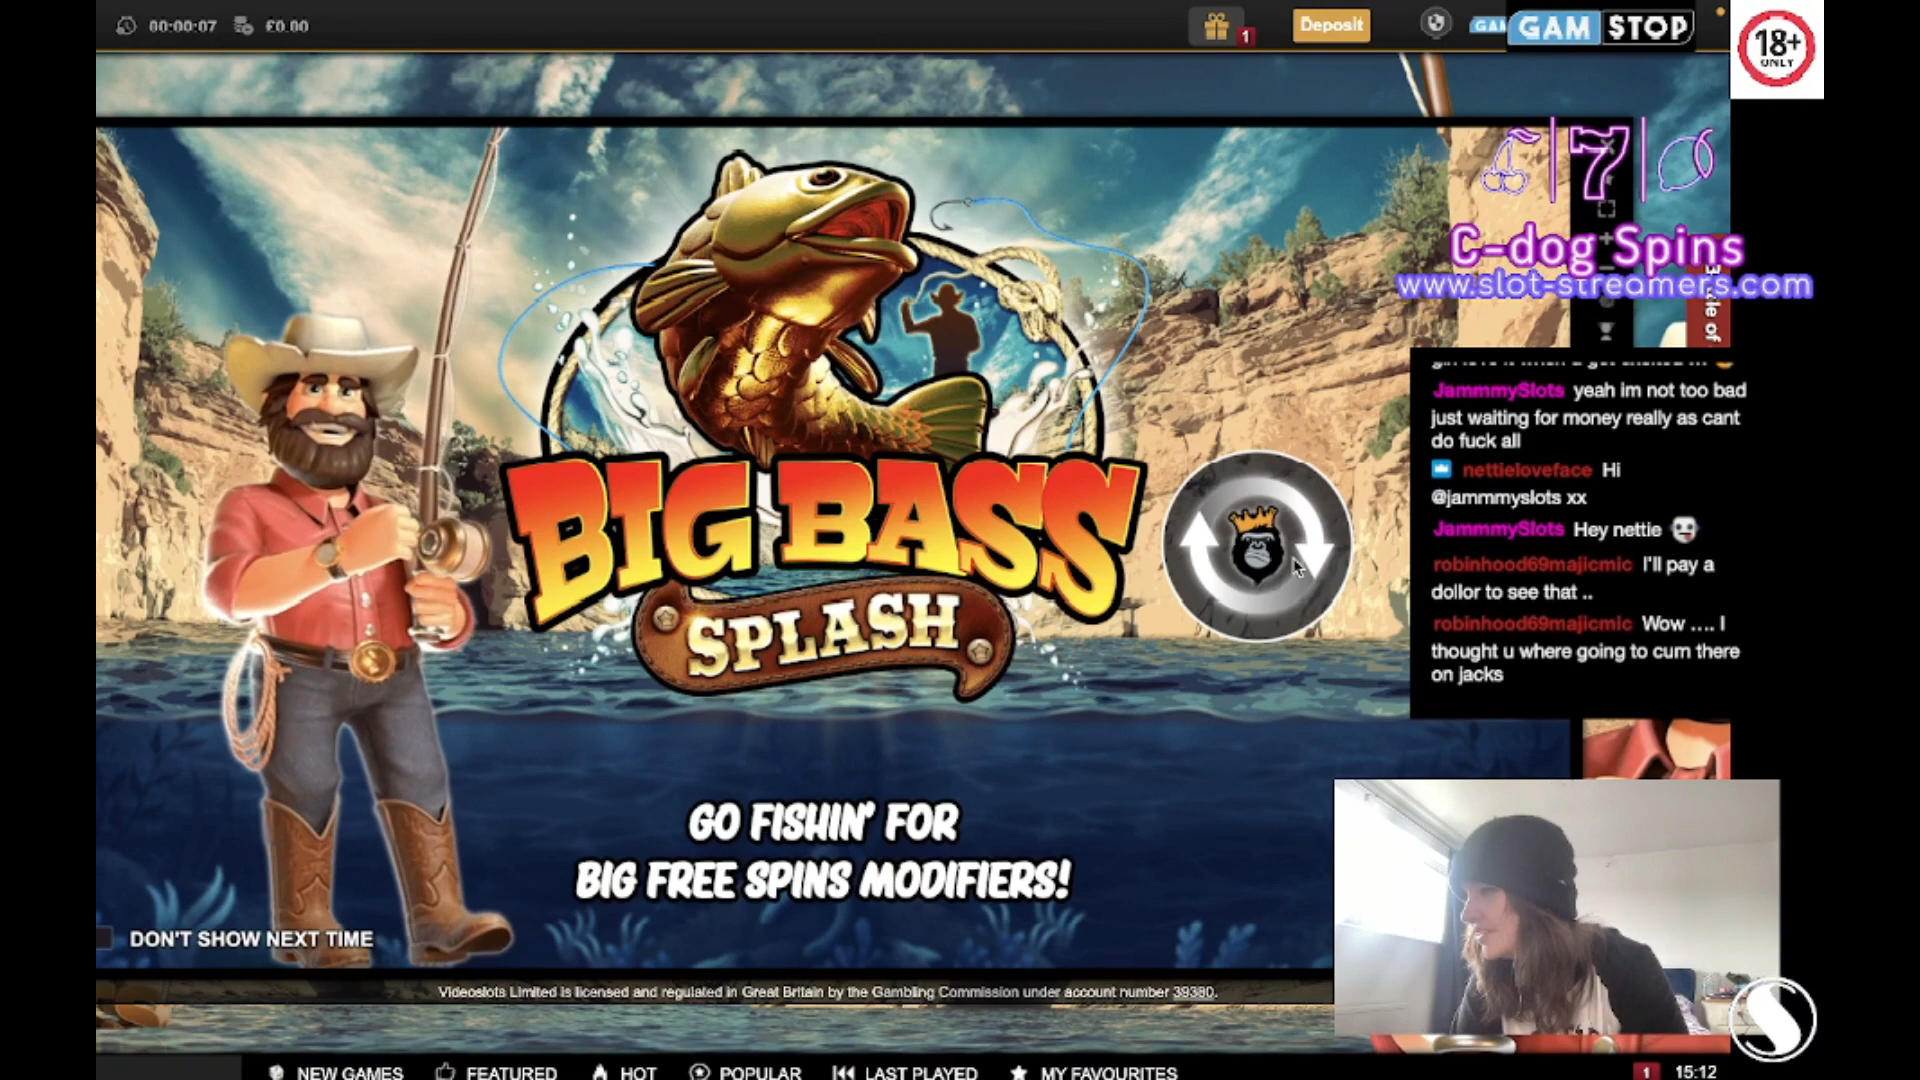 00:00:07 £0.00
1
Deposit
GAM GAMSTOP
18+
ONLY
7
C-dog Spins
www.slot-streamers.com
JammmySlots yeah im not too bad
just waiting for money really as cant
do fuck all
nettieloveface Hi
@jammmyslots xx
JammmySlots Hey nettie
robinhood69majicmic I'll pay a
dollor to see that ..
robinhood69majicmic Wow .... I
thought u where going to cum there
on jacks
BIG BASS
SPLASH
GO FISHIN' FOR
BIG FREE SPINS MODIFIERS!
DON'T SHOW NEXT TIME
Videoslots Limited is licensed and regulated in Great Britain by the Gambling Commission under account number 39380.
NEW GAMES FEATURED HOT POPULAR LAST PLAYED MY FAVOURITES 1 15:12